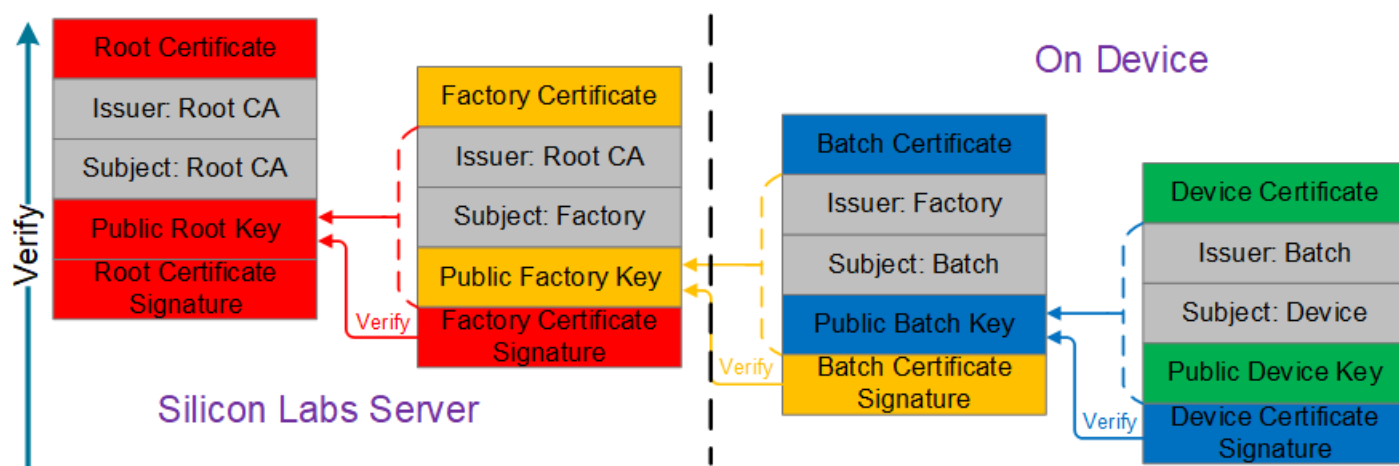 Verify
Root Certificate
Issuer: Root CA
Subject: Root CA
Public Root Key
Root Certificate
Signature
Factory Certificate
Issuer: Root CA
Subject: Factory
Public Factory Key
Factory Certificate
Signature
Verify
Silicon Labs Server
On Device
Batch Certificate
Issuer: Factory
Subject: Batch
Public Batch Key
Batch Certificate
Signature
Verify
Device Certificate
Issuer: Batch
Subject: Device
Public Device Key
Device Certificate
Signature
Verify